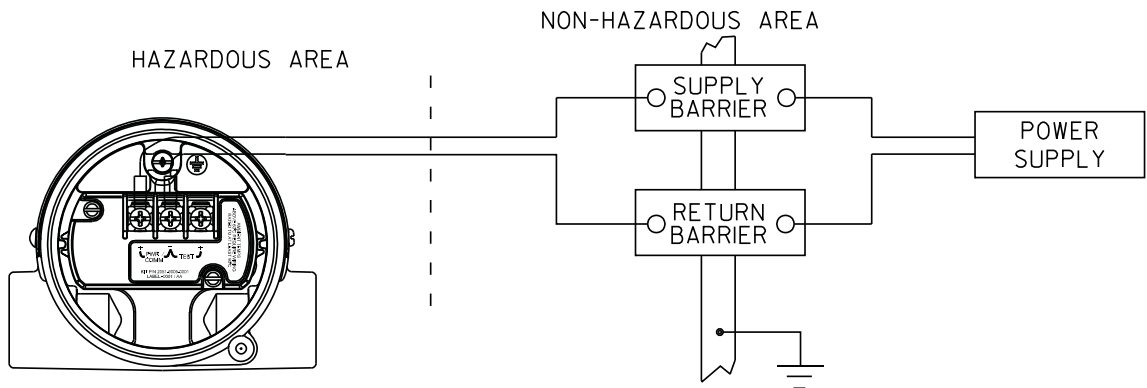 NON-HAZARDOUS AREA
HAZARDOUS AREA
SUPPLY
BARRIER
POWER
SUPPLY
RETURN
BARRIER
+ − +
PWR
COMM
TEST